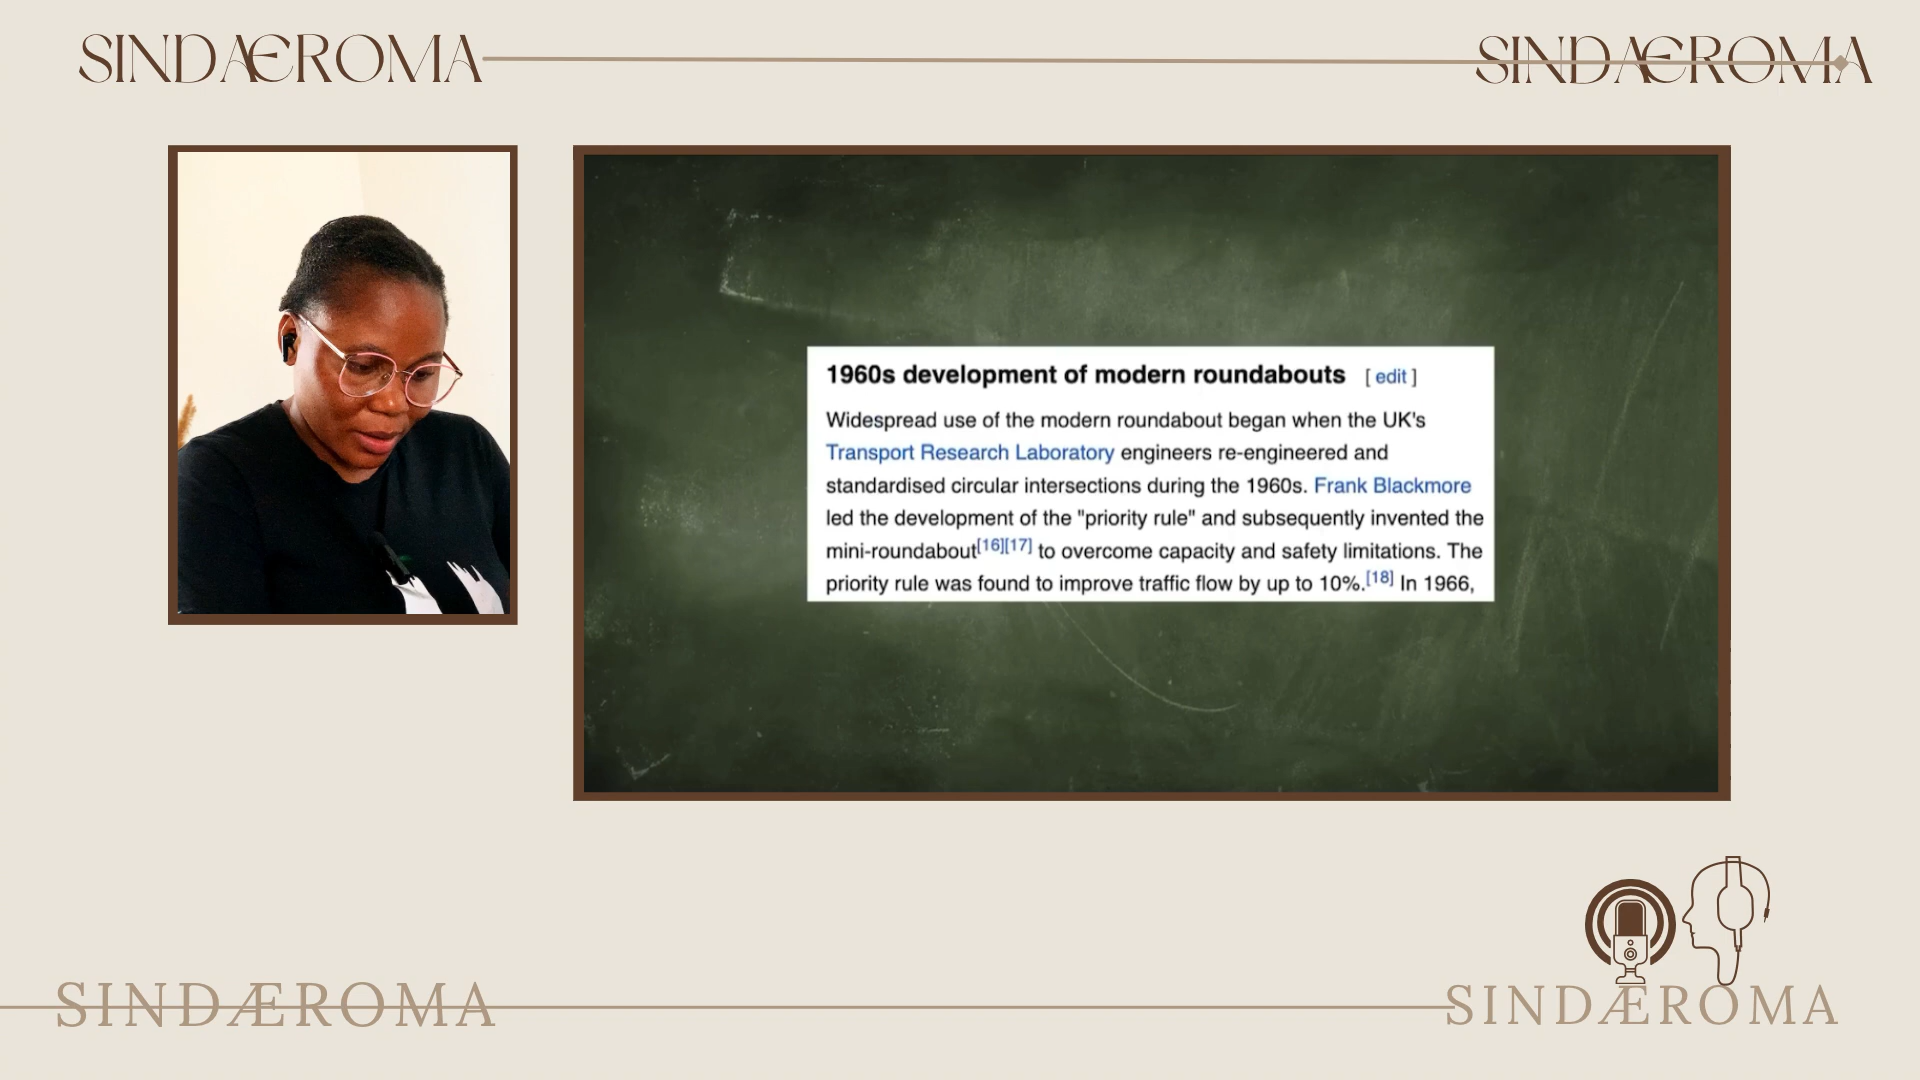 SINDÆROMA
SINDÆROMA
1960s development of modern roundabouts [ edit ]
Widespread use of the modern roundabout began when the UK's
Transport Research Laboratory engineers re-engineered and
standardised circular intersections during the 1960s. Frank Blackmore
led the development of the "priority rule" and subsequently invented the
mini-roundabout[16][17] to overcome capacity and safety limitations. The
priority rule was found to improve traffic flow by up to 10%.[18] In 1966,
SINDÆROMA
SINDÆROMA